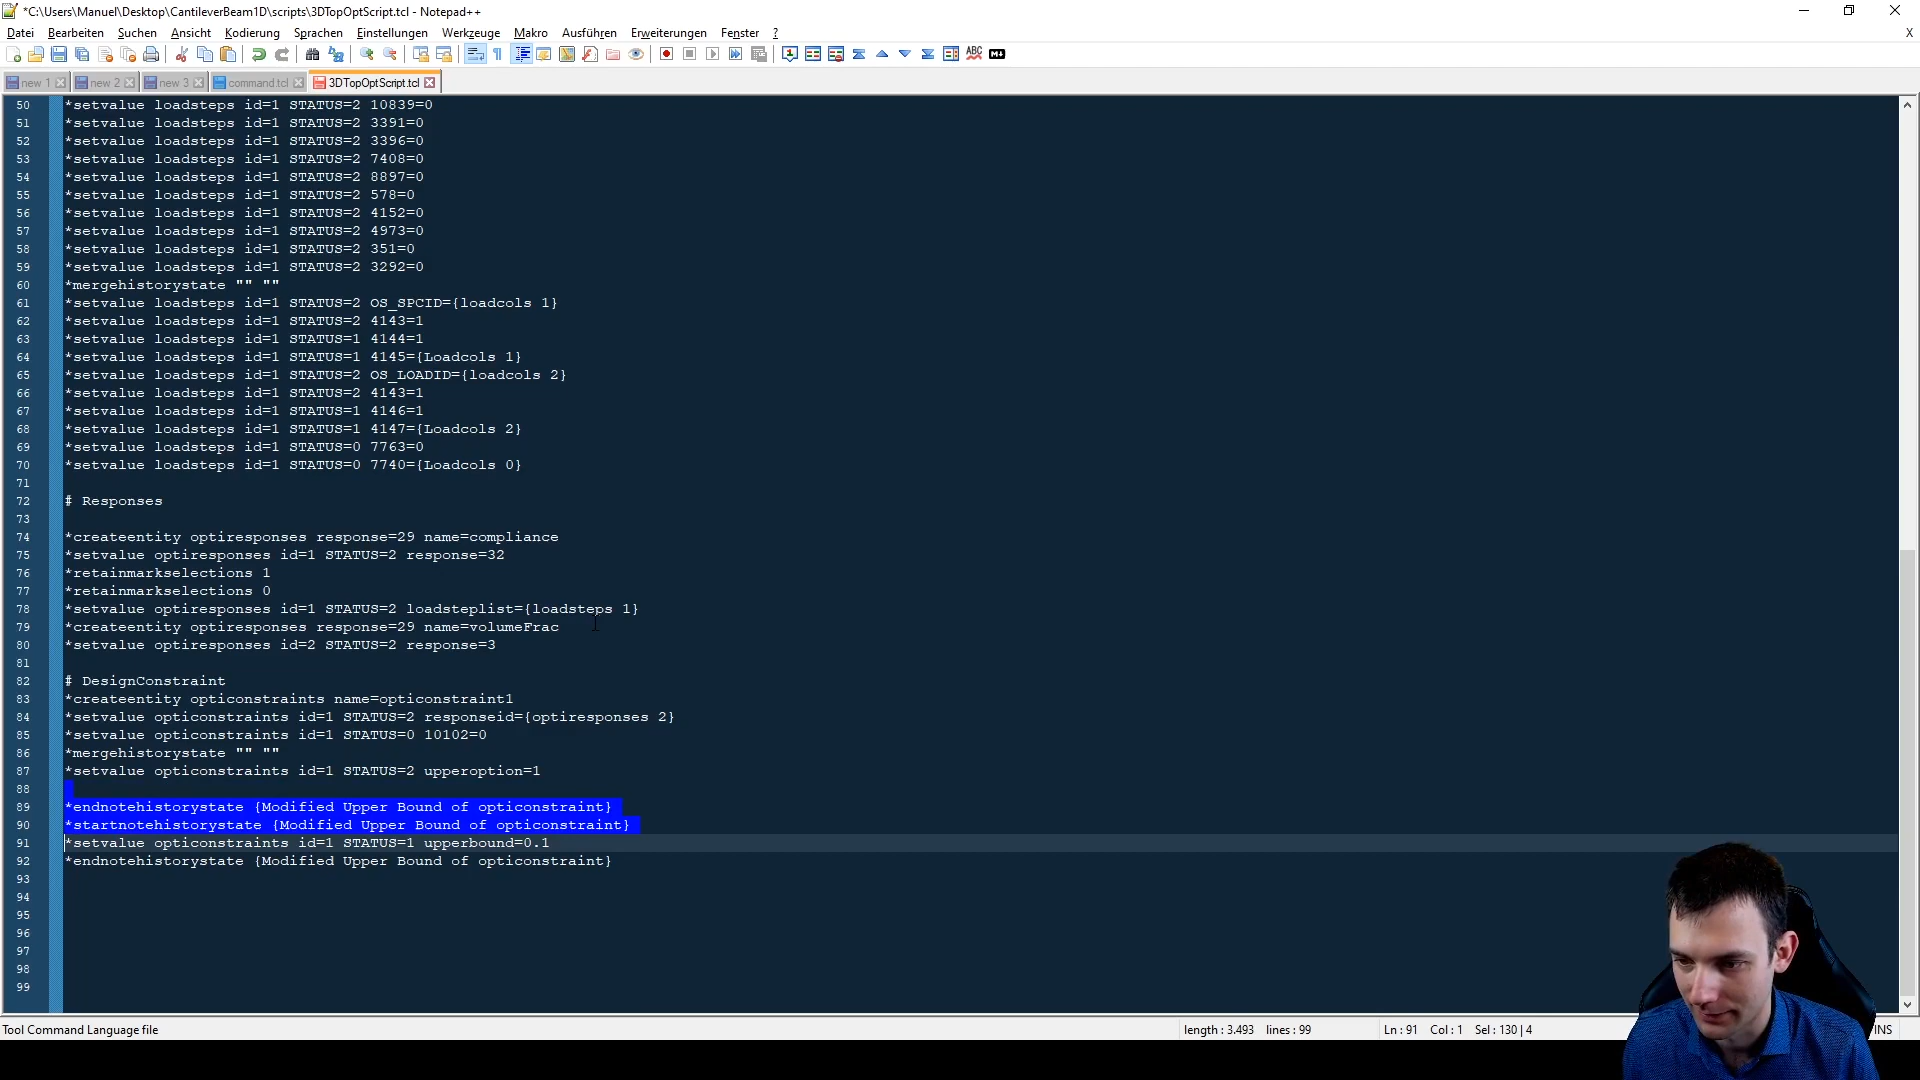 *C:\Users\Manuel\Desktop\CantileverBeam1D\scripts\3DTopOptScript.tcl - Notepad++
Datei Bearbeiten Suchen Ansicht Kodierung Sprachen Einstellungen Werkzeuge Makro Ausführen Erweiterungen Fenster ? X
new 1 new 2 new 3 command.tcl 3DTopOptScript.tcl
50 *setvalue loadsteps id=1 STATUS=2 10839=0
51 *setvalue loadsteps id=1 STATUS=2 3391=0
52 *setvalue loadsteps id=1 STATUS=2 3396=0
53 *setvalue loadsteps id=1 STATUS=2 7408=0
54 *setvalue loadsteps id=1 STATUS=2 8897=0
55 *setvalue loadsteps id=1 STATUS=2 578=0
56 *setvalue loadsteps id=1 STATUS=2 4152=0
57 *setvalue loadsteps id=1 STATUS=2 4973=0
58 *setvalue loadsteps id=1 STATUS=2 351=0
59 *setvalue loadsteps id=1 STATUS=2 3292=0
60 *mergehistorystate "" ""
61 *setvalue loadsteps id=1 STATUS=2 OS_SPCID={loadcols 1}
62 *setvalue loadsteps id=1 STATUS=2 4143=1
63 *setvalue loadsteps id=1 STATUS=1 4144=1
64 *setvalue loadsteps id=1 STATUS=1 4145={Loadcols 1}
65 *setvalue loadsteps id=1 STATUS=2 OS_LOADID={loadcols 2}
66 *setvalue loadsteps id=1 STATUS=2 4143=1
67 *setvalue loadsteps id=1 STATUS=1 4146=1
68 *setvalue loadsteps id=1 STATUS=1 4147={Loadcols 2}
69 *setvalue loadsteps id=1 STATUS=0 7763=0
70 *setvalue loadsteps id=1 STATUS=0 7740={Loadcols 0}
71
72 # Responses
73
74 *createentity optiresponses response=29 name=compliance
75 *setvalue optiresponses id=1 STATUS=2 response=32
76 *retainmarkselections 1
77 *retainmarkselections 0
78 *setvalue optiresponses id=1 STATUS=2 loadsteplist={loadsteps 1}
79 *createentity optiresponses response=29 name=volumeFrac
80 *setvalue optiresponses id=2 STATUS=2 response=3
81
82 # DesignConstraint
83 *createentity opticonstraints name=opticonstraint1
84 *setvalue opticonstraints id=1 STATUS=2 responseid={optiresponses 2}
85 *setvalue opticonstraints id=1 STATUS=0 10102=0
86 *mergehistorystate "" ""
87 *setvalue opticonstraints id=1 STATUS=2 upperoption=1
88
89 *endnotehistorystate {Modified Upper Bound of opticonstraint}
90 *startnotehistorystate {Modified Upper Bound of opticonstraint}
91 *setvalue opticonstraints id=1 STATUS=1 upperbound=0.1
92 *endnotehistorystate {Modified Upper Bound of opticonstraint}
93
94
95
96
97
98
99
Tool Command Language file length : 3.493 lines : 99 Ln : 91 Col : 1 Sel : 130 | 4 INS